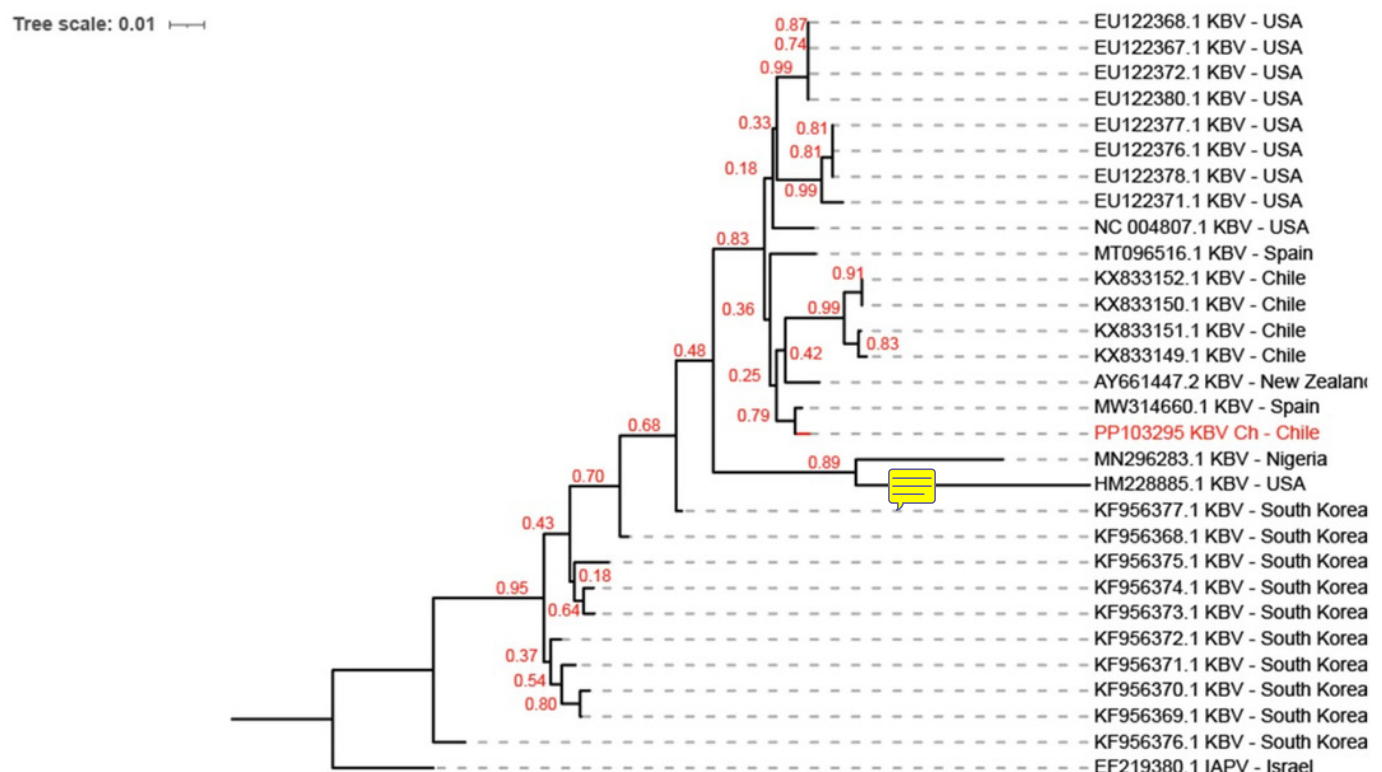 Tree scale: 0.01
0.87
EU122368.1 KBV - USA
0.74
EU122367.1 KBV - USA
0.99
EU122372.1 KBV - USA
EU122380.1 KBV - USA
0.33
0.81
EU122377.1 KBV - USA
0.81
EU122376.1 KBV - USA
0.18
0.99
EU122378.1 KBV - USA
EU122371.1 KBV - USA
NC 004807.1 KBV - USA
0.83
MT096516.1 KBV - Spain
0.91
KX833152.1 KBV - Chile
0.36
0.99
KX833150.1 KBV - Chile
KX833151.1 KBV - Chile
0.83
0.48
0.42
KX833149.1 KBV - Chile
0.25
AY661447.2 KBV - New Zealand
0.79
MW314660.1 KBV - Spain
0.68
PP103295 KBV Ch - Chile
0.89
MN296283.1 KBV - Nigeria
0.70
HM228885.1 KBV - USA
KF956377.1 KBV - South Korea
0.43
KF956368.1 KBV - South Korea
KF956375.1 KBV - South Korea
0.18
0.95
KF956374.1 KBV - South Korea
0.64
KF956373.1 KBV - South Korea
KF956372.1 KBV - South Korea
0.37
KF956371.1 KBV - South Korea
0.54
KF956370.1 KBV - South Korea
0.80
KF956369.1 KBV - South Korea
KF956376.1 KBV - South Korea
EF219380.1 IAPV - Israel